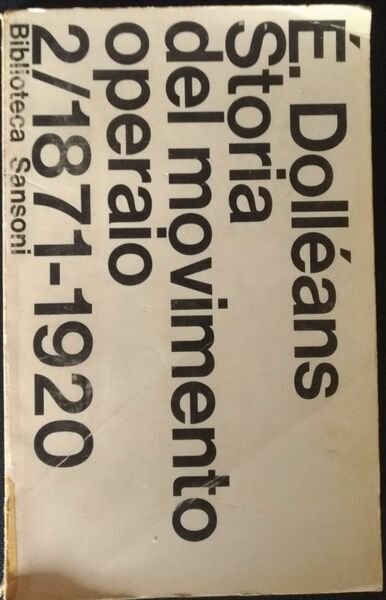 É. Dolléans
Storia
del movimento
operaio
2/1871-1920
Biblioteca Sansoni